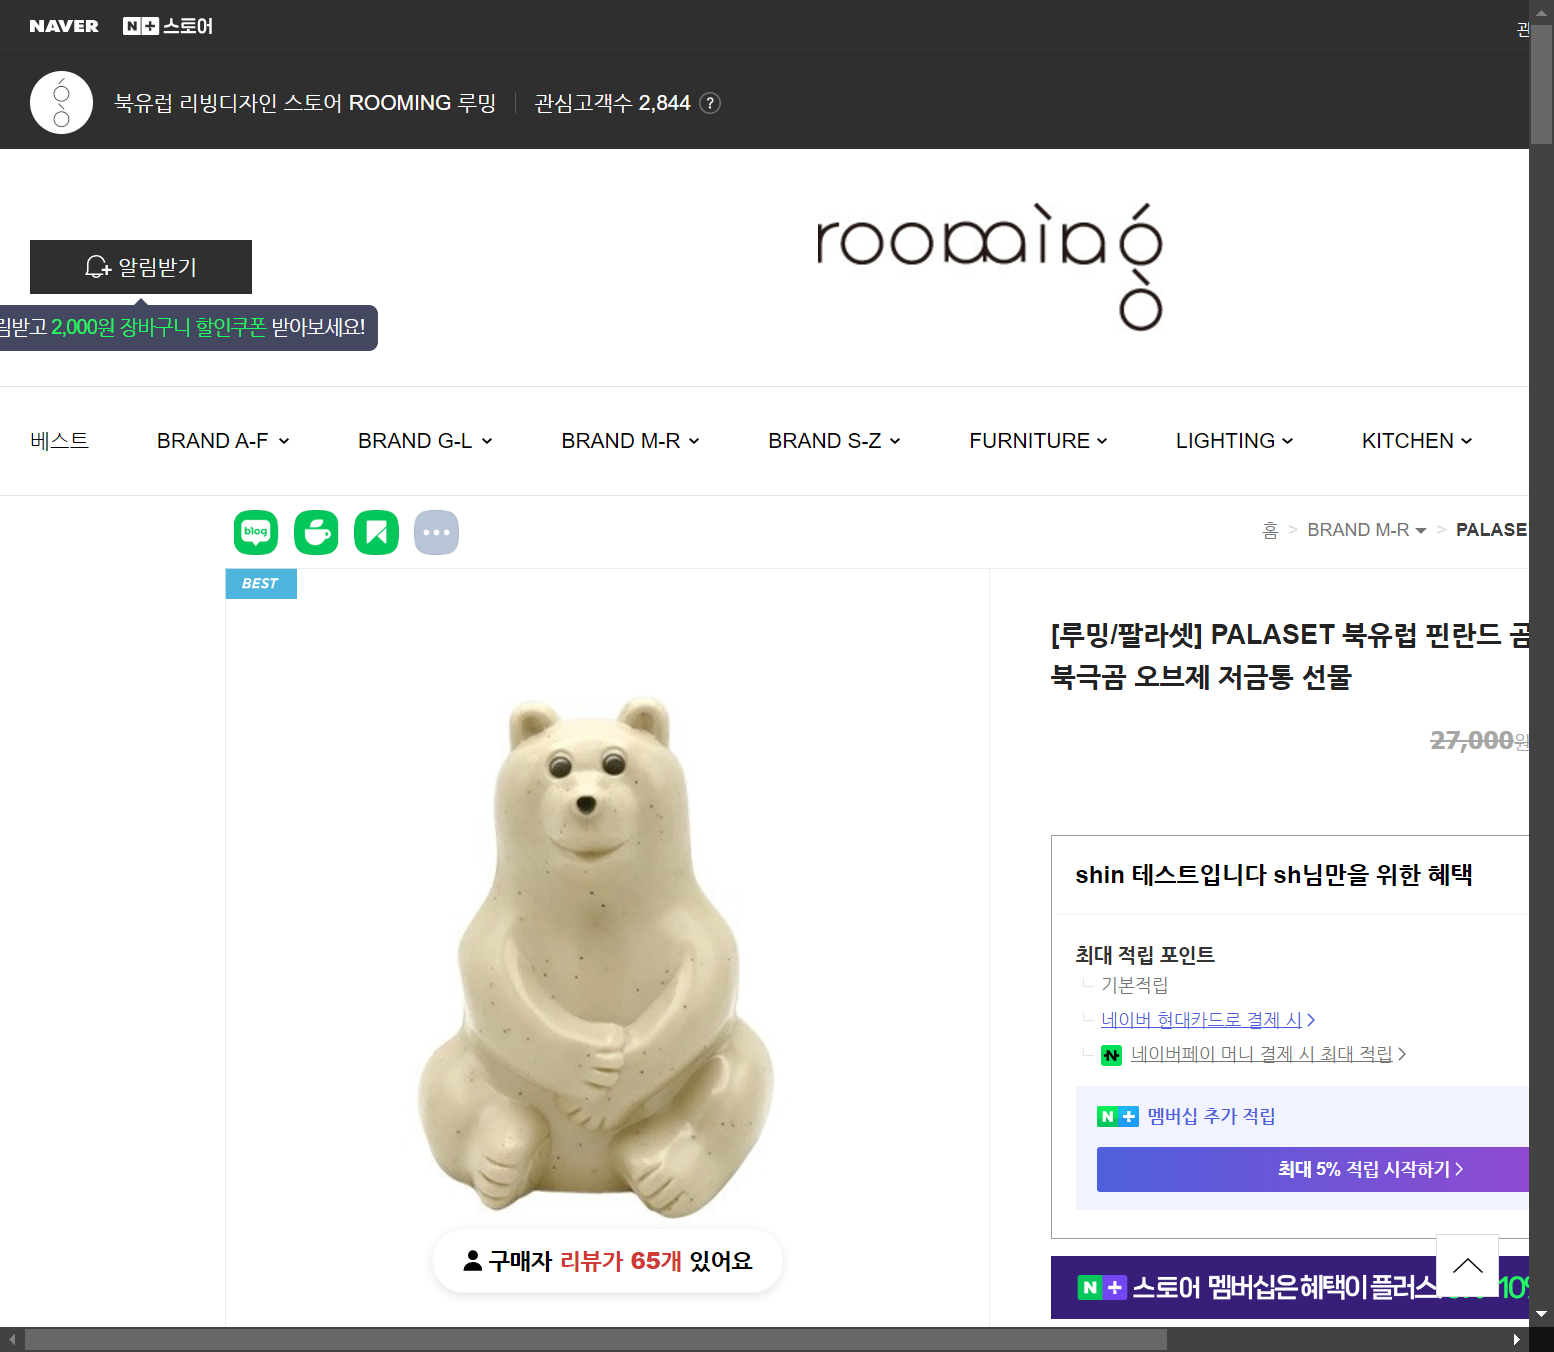 NAVER N+스토어
북유럽 리빙디자인 스토어 ROOMING 루밍 관심고객수 2,844 ?
rooming
알림받기
림받고 2,000원 장바구니 할인쿠폰 받아보세요!
베스트 BRAND A-F BRAND G-L BRAND M-R BRAND S-Z FURNITURE LIGHTING KITCHEN
blog
홈 > BRAND M-R > PALASE
BEST
[루밍/팔라셋] PALASET 북유럽 핀란드 곰
북극곰 오브제 저금통 선물
27,000원
shin 테스트입니다 sh님만을 위한 혜택
최대 적립 포인트
기본적립
네이버 현대카드로 결제 시
네이버페이 머니 결제 시 최대 적립
N+ 멤버십 추가 적립
최대 5% 적립 시작하기
구매자 리뷰가 65개 있어요
N+ 스토어 멤버십은 혜택이 플러스